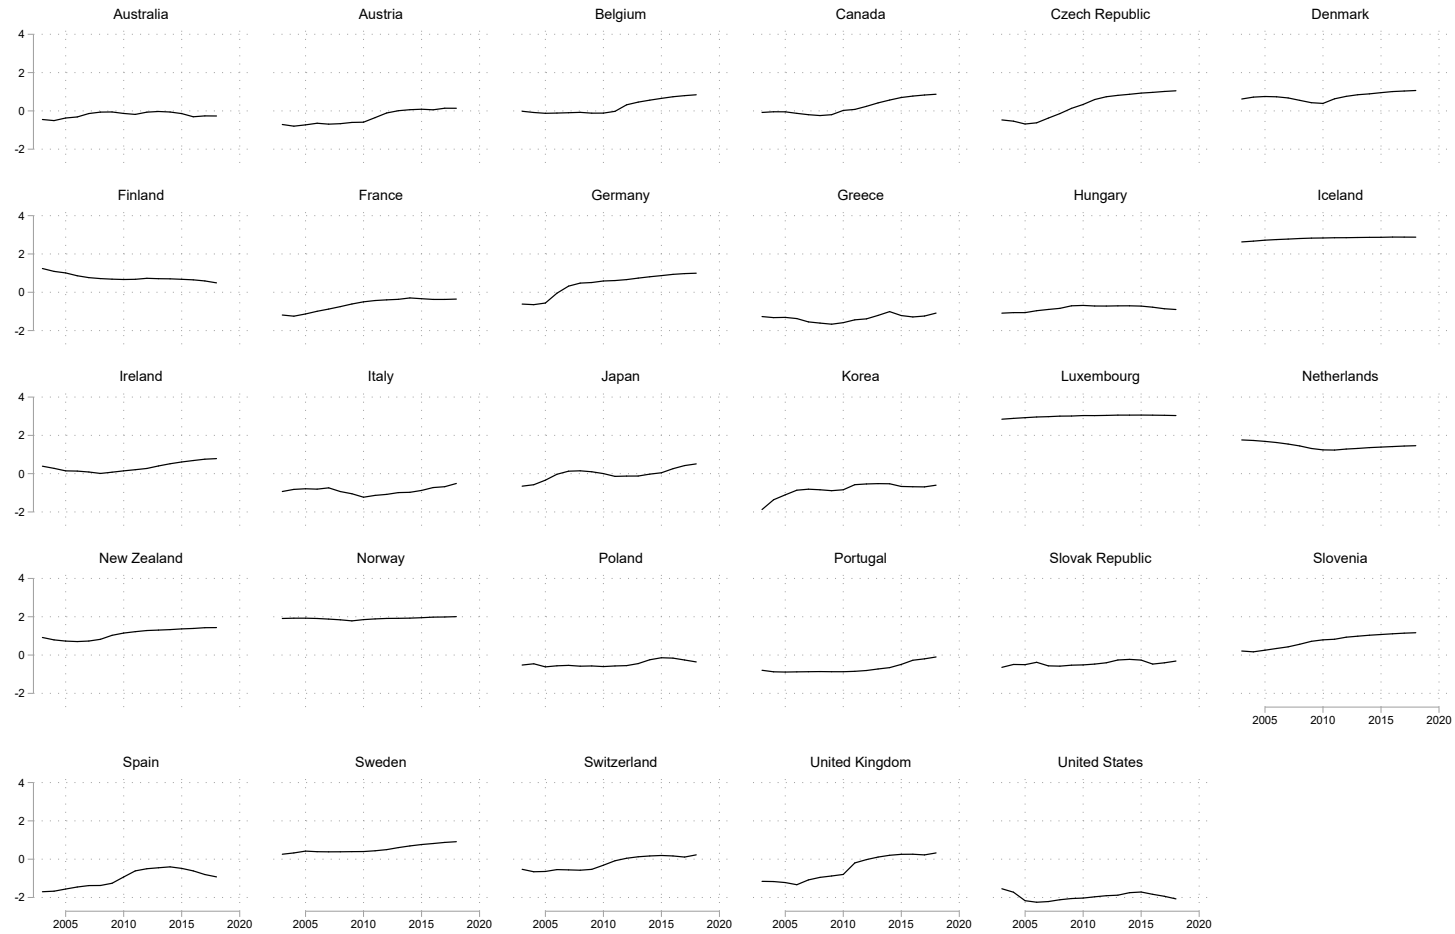 Australia Austria Belgium Canada Czech Republic Denmark
4
2
0
-2
Finland France Germany Greece Hungary Iceland
4
2
0
-2
Ireland Italy Japan Korea Luxembourg Netherlands
4
2
0
-2
New Zealand Norway Poland Portugal Slovak Republic Slovenia
4
2
0
-2
2005 2010 2015 2020
Spain Sweden Switzerland United Kingdom United States
4
2
0
-2
2005 2010 2015 2020 2005 2010 2015 2020 2005 2010 2015 2020 2005 2010 2015 2020 2005 2010 2015 2020